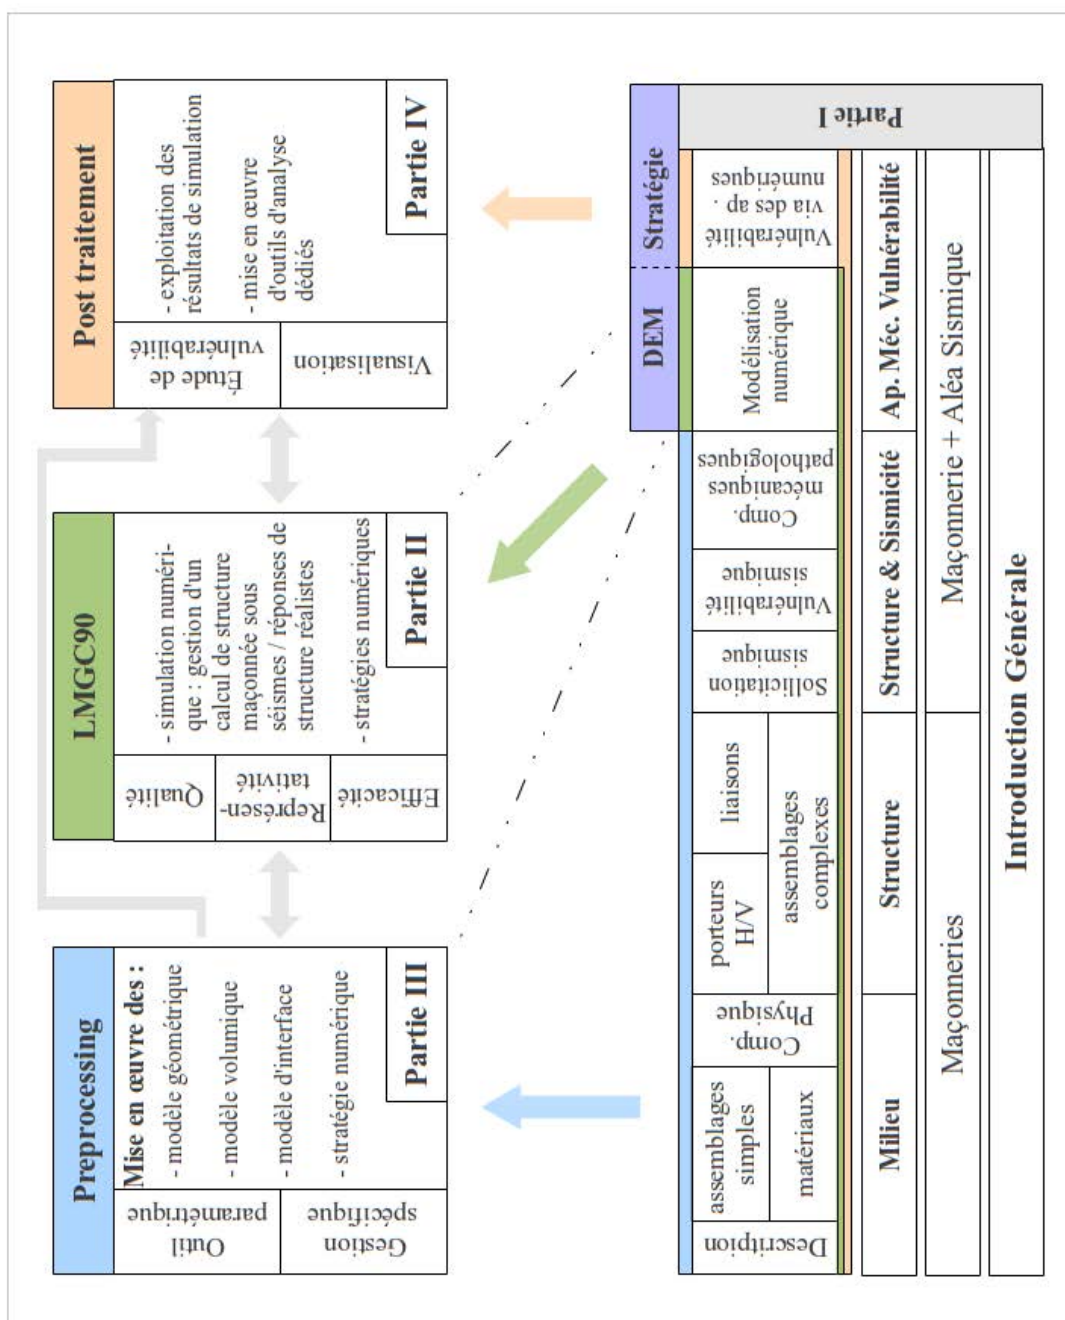 Preprocessing
Outil
paramétrique
Gestion
spécifique
Mise en œuvre des :
- modèle géométrique
- modèle volumique
- modèle d'interface
- stratégie numérique
Partie III
LMGC90
Qualité
Représen-
tativité
Efficacité
- simulation numéri-
que : gestion d'un
calcul de structure
maçonnée sous
séismes / réponses de
structure réalistes
- stratégies numériques
Partie II
Post traitement
Étude de
vulnérabilité
Visualisation
- exploitation des
résultats de simulation
- mise en œuvre
d'outils d'analyse
dédiés
Partie IV
DEM
Stratégie
Descritpion
assemblages
simples
matériaux
Comp.
Physique
porteurs
H/V
liaisons
assemblages
complexes
Sollicitation
sismique
Vulnérabilité
sismique
Comp.
mécaniques
pathologiques
Modélisation
numérique
Vulnérabilité
via des ap .
numériques
Partie I
Milieu
Structure
Structure & Sismicité
Ap. Méc. Vulnérabilité
Maçonneries
Maçonnerie + Aléa Sismique
Introduction Générale